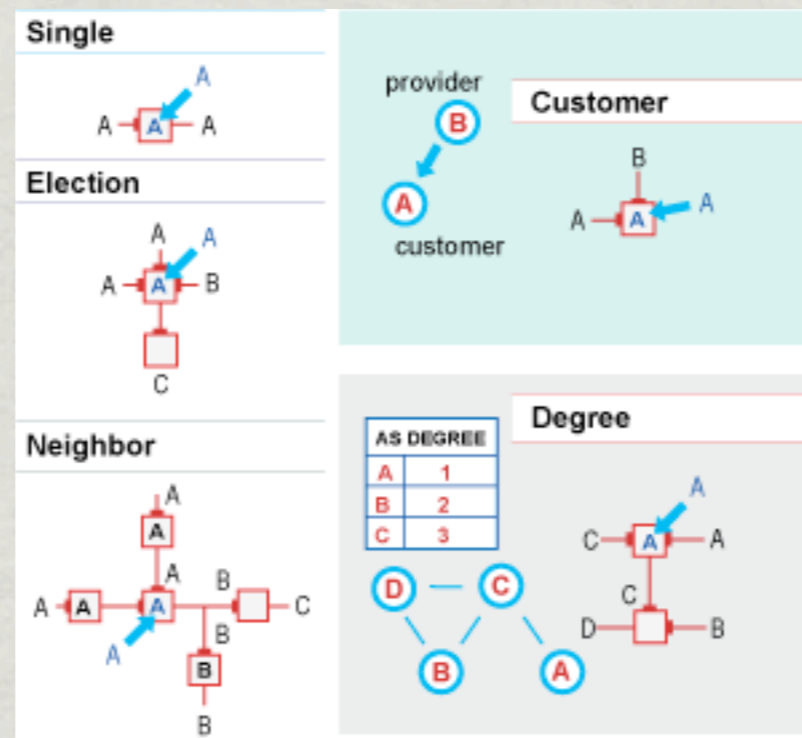 Single
A
A A A
Election
A A
A A B
C
Neighbor
A
A
A B
A A A C
B
A
B
B
provider
B
A
customer
Customer
B
A A A
AS DEGREE
A 1
B 2
C 3
D C
B A
Degree
A
C A A
C
D B